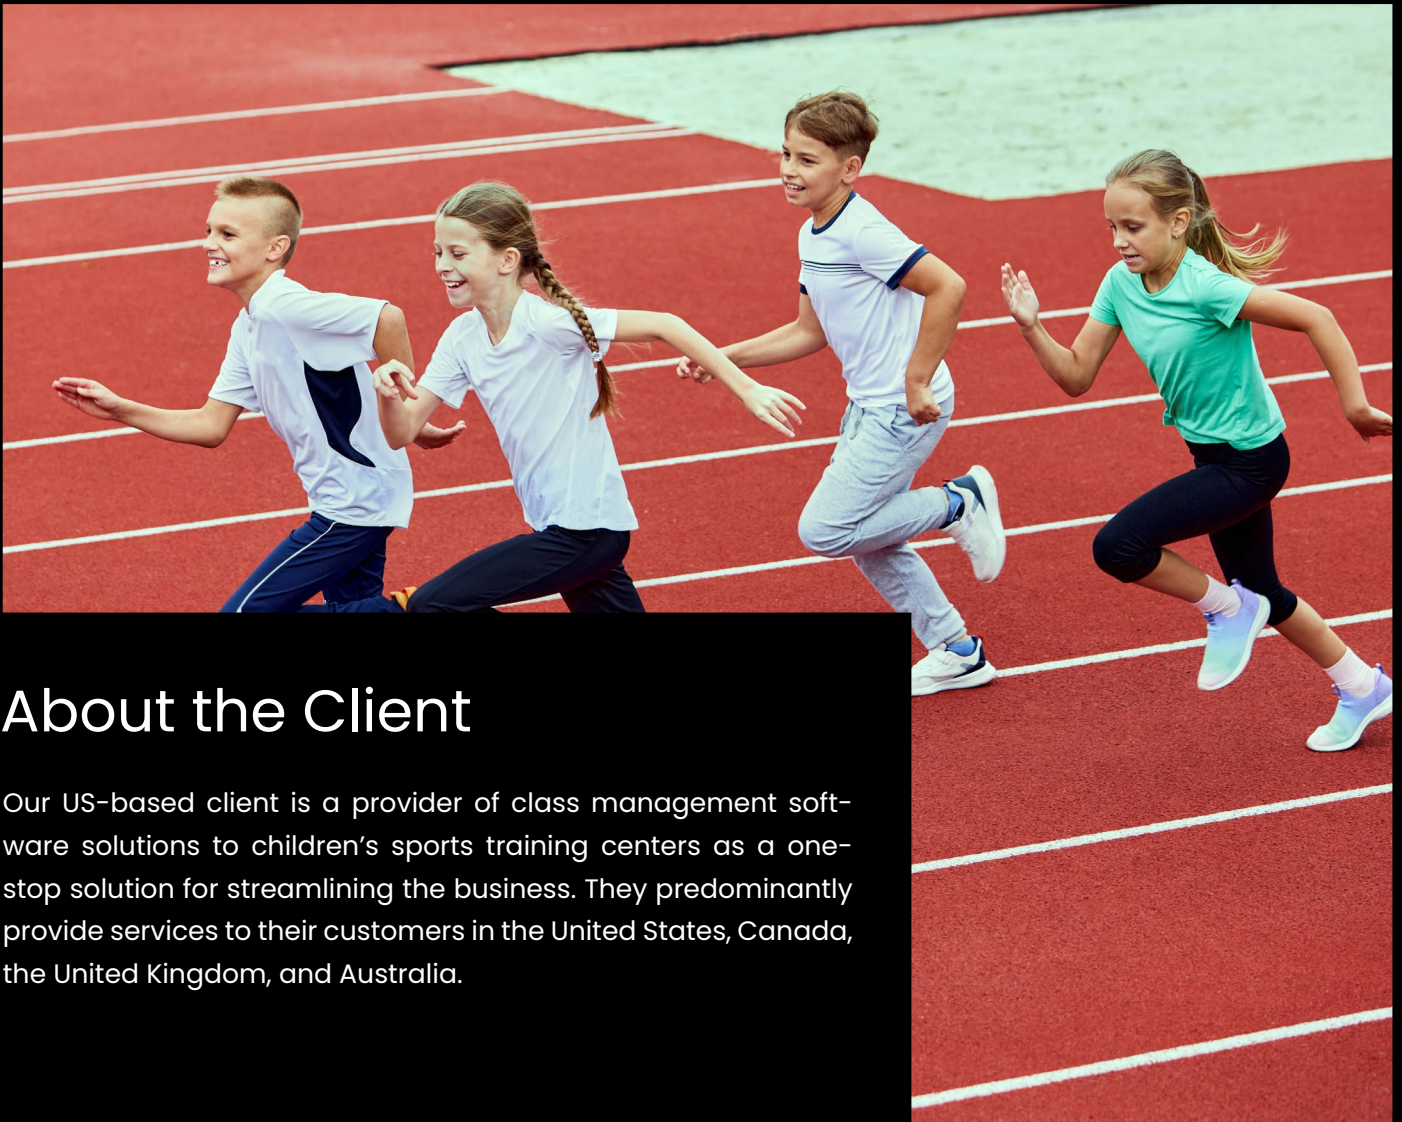 About the Client
Our US-based client is a provider of class management soft-
ware solutions to children’s sports training centers as a one-
stop solution for streamlining the business. They predominantly
provide services to their customers in the United States, Canada,
the United Kingdom, and Australia.